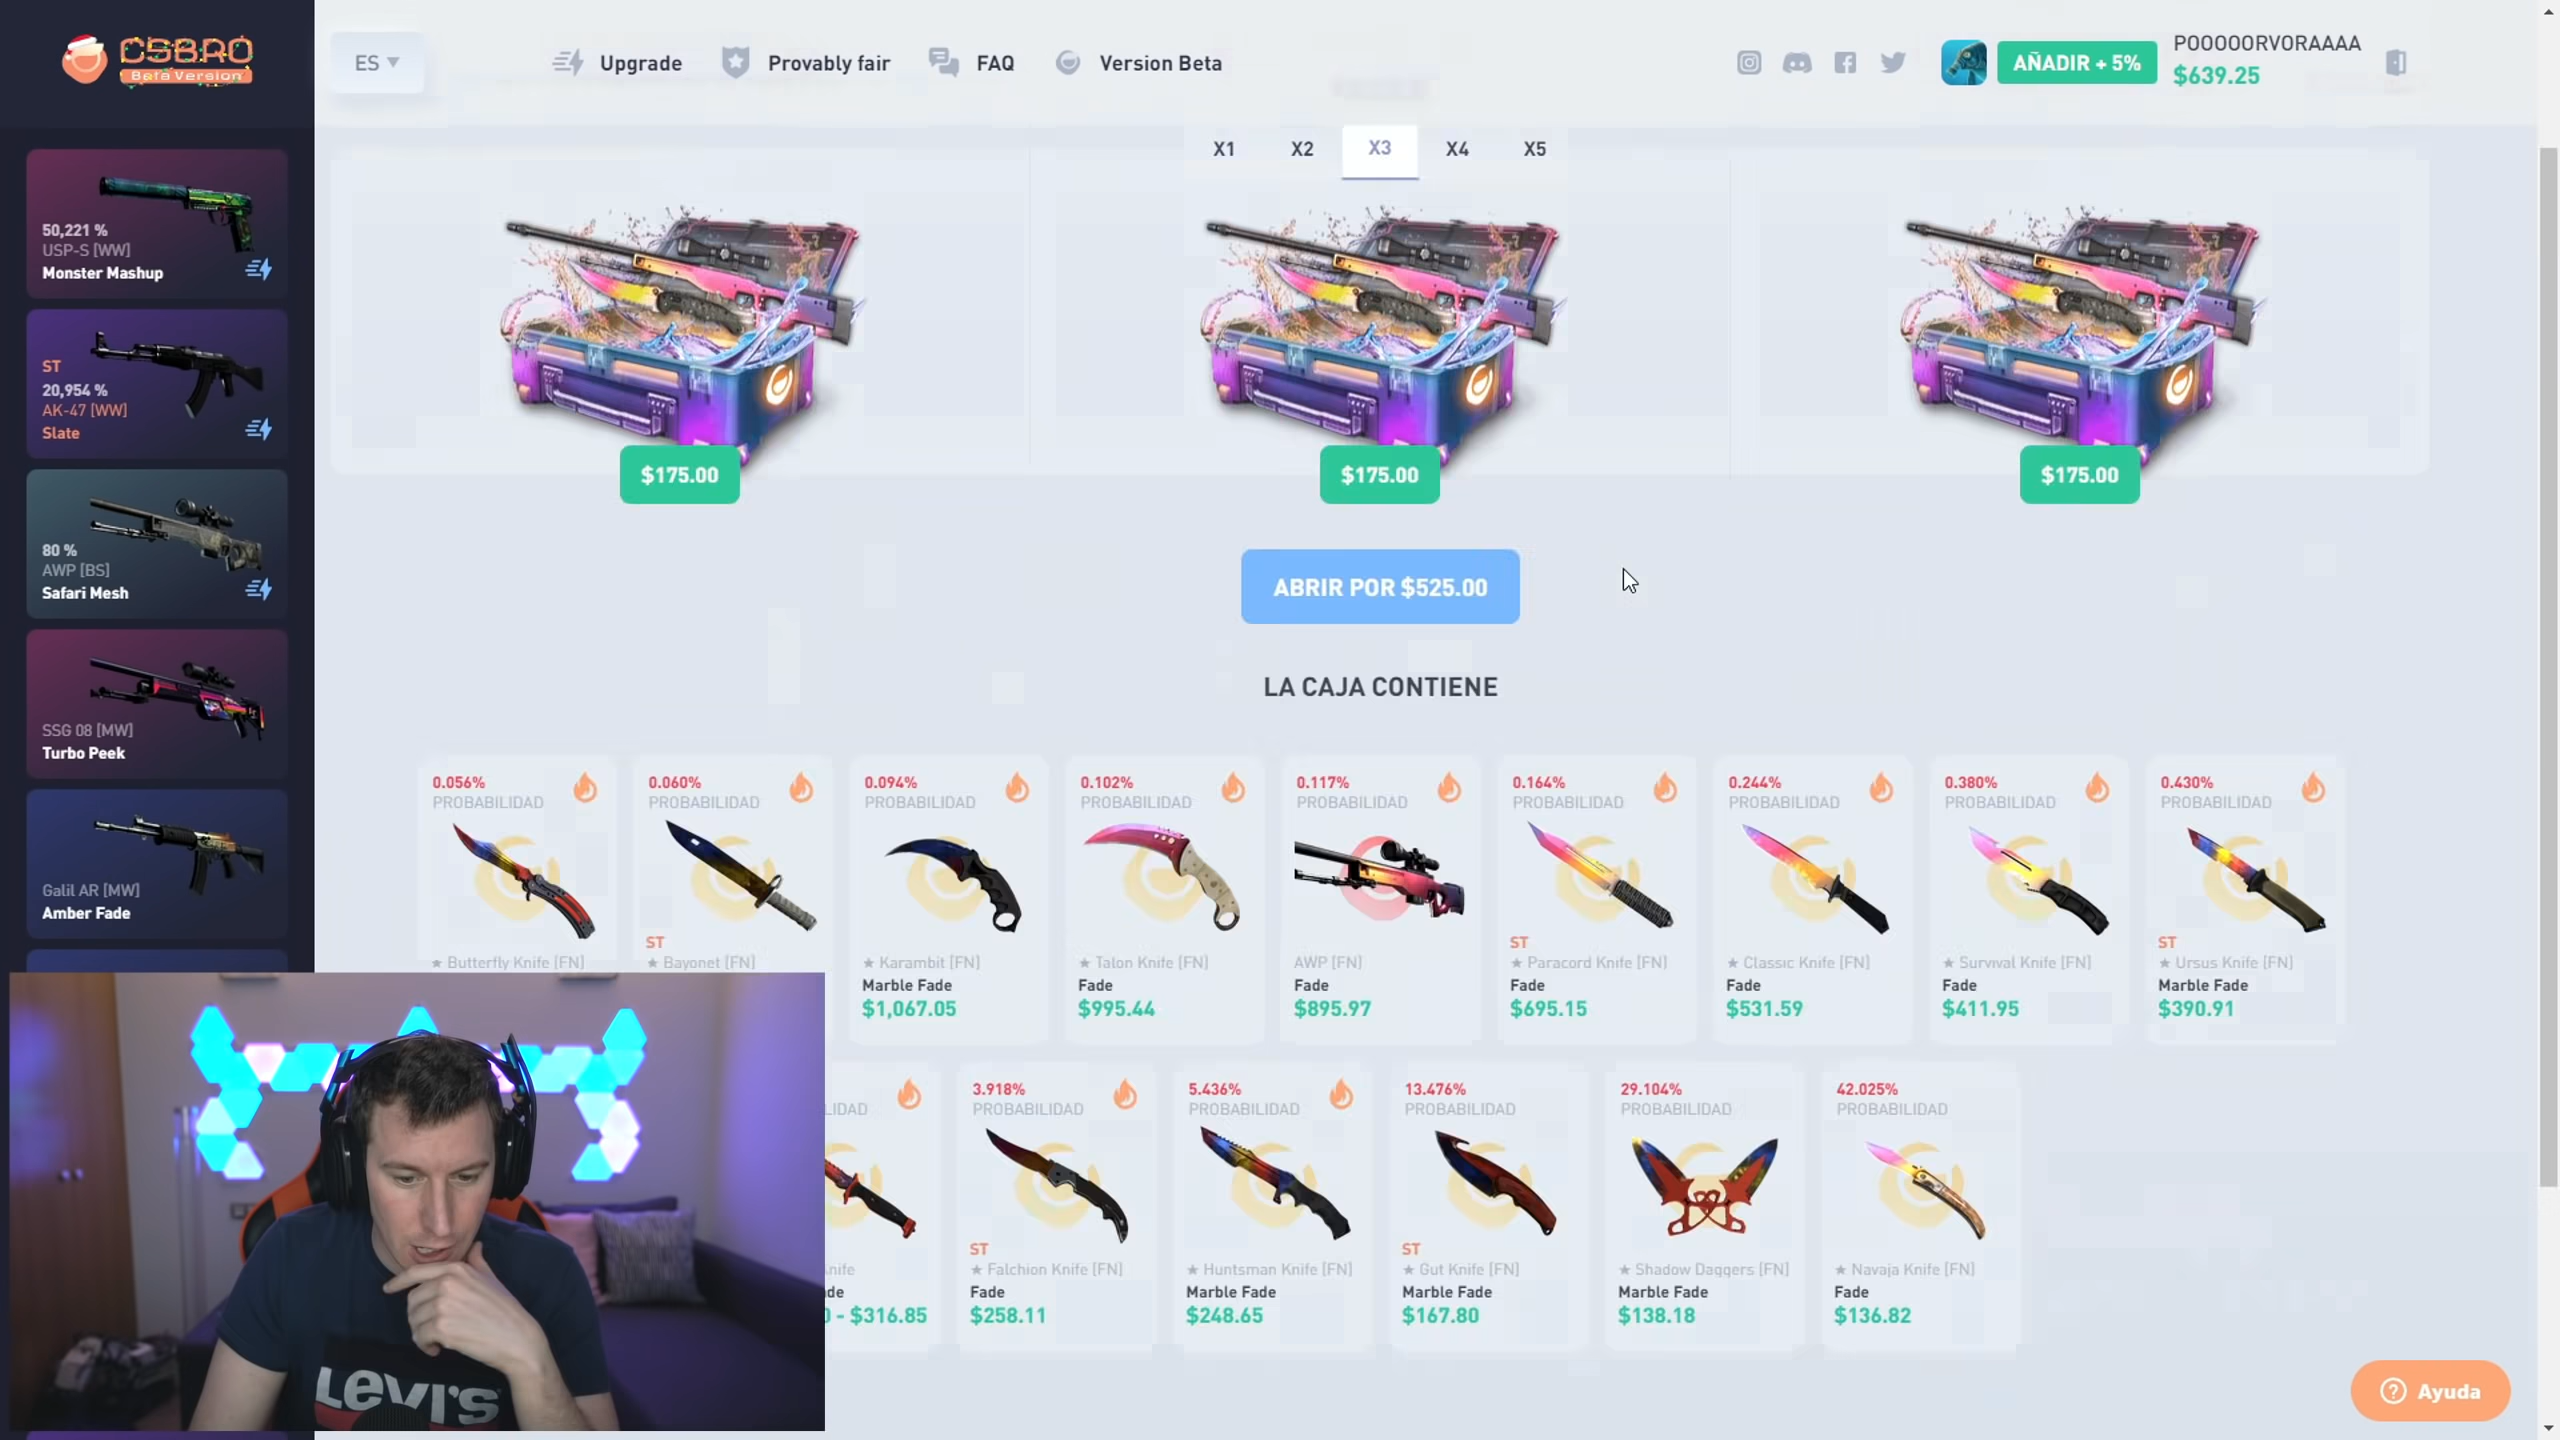 CSBRO
Beta Version
ES
Upgrade
Provably fair
FAQ
Version Beta
AÑADIR + 5%
POOOOORVORAAAA
$639.25
X1
X2
X3
X4
X5
50,221 %
USP-S [WW]
Monster Mashup
ST
20,954 %
AK-47 [WW]
Slate
80 %
AWP [BS]
Safari Mesh
SSG 08 [MW]
Turbo Peek
Galil AR [MW]
Amber Fade
$175.00
$175.00
$175.00
ABRIR POR $525.00
LA CAJA CONTIENE
0.056%
PROBABILIDAD
★ Butterfly Knife [FN]
0.060%
PROBABILIDAD
ST
★ Bayonet [FN]
0.094%
PROBABILIDAD
★ Karambit [FN]
Marble Fade
$1,067.05
0.102%
PROBABILIDAD
★ Talon Knife [FN]
Fade
$995.44
0.117%
PROBABILIDAD
AWP [FN]
Fade
$895.97
0.164%
PROBABILIDAD
ST
★ Paracord Knife [FN]
Fade
$695.15
0.244%
PROBABILIDAD
★ Classic Knife [FN]
Fade
$531.59
0.380%
PROBABILIDAD
★ Survival Knife [FN]
Fade
$411.95
0.430%
PROBABILIDAD
ST
★ Ursus Knife [FN]
Marble Fade
$390.91
- $316.85
3.918%
PROBABILIDAD
ST
★ Falchion Knife [FN]
Fade
$258.11
5.436%
PROBABILIDAD
★ Huntsman Knife [FN]
Marble Fade
$248.65
13.476%
PROBABILIDAD
ST
★ Gut Knife [FN]
Marble Fade
$167.80
29.104%
PROBABILIDAD
★ Shadow Daggers [FN]
Marble Fade
$138.18
42.025%
PROBABILIDAD
★ Navaja Knife [FN]
Fade
$136.82
Levi's
Ayuda